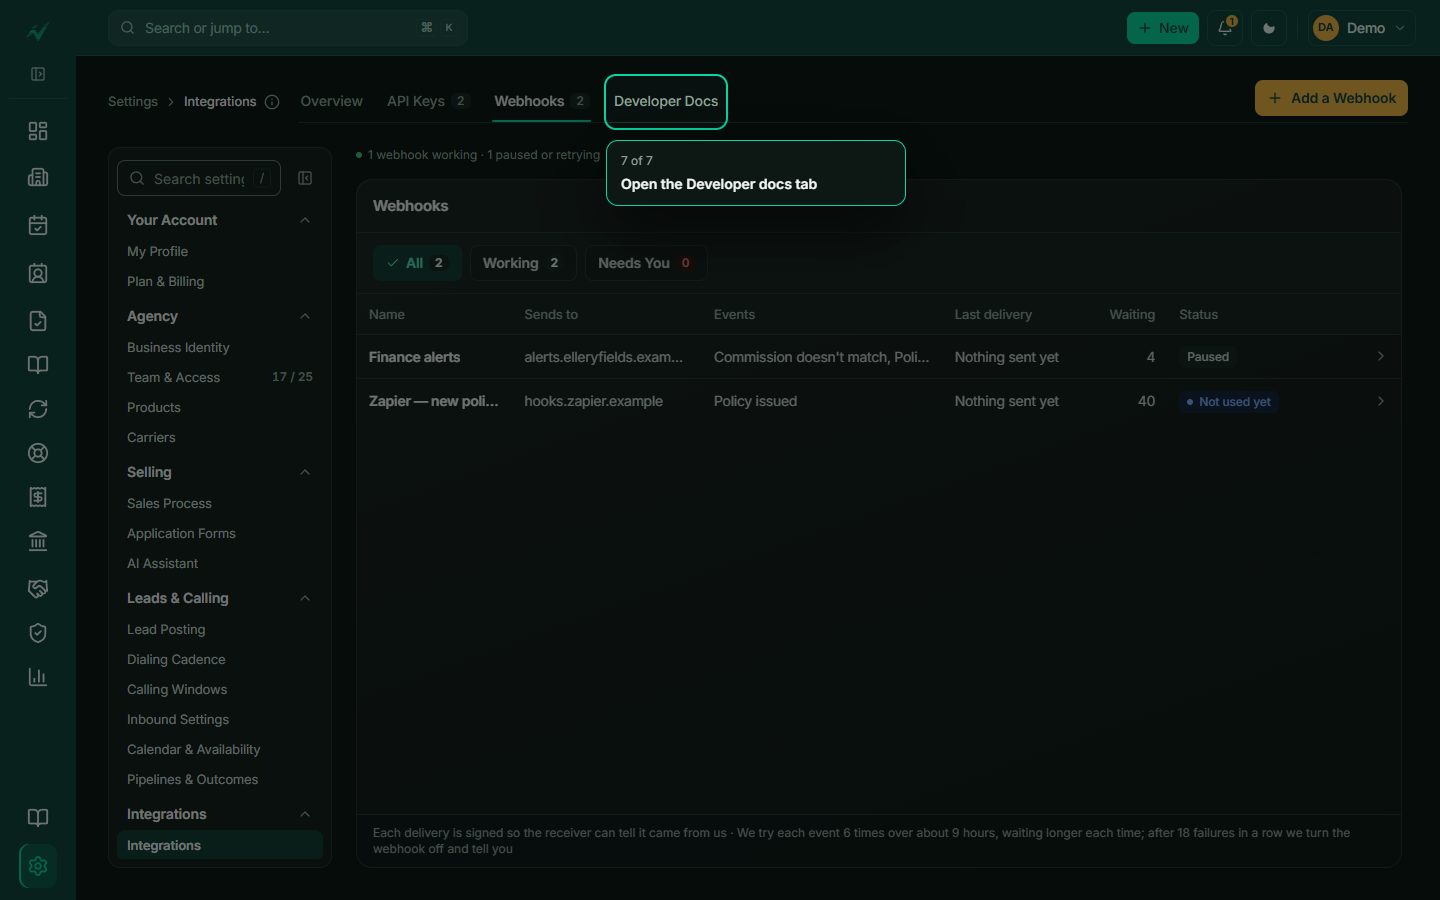 Search or jump to...
⌘ K
New
1
DA
Demo
Settings
Integrations
Overview
API Keys 2
Webhooks 2
Developer Docs
Add a Webhook
7 of 7
Open the Developer docs tab
Search setting
/
Your Account
My Profile
Plan & Billing
Agency
Business Identity
Team & Access 17 / 25
Products
Carriers
Selling
Sales Process
Application Forms
AI Assistant
Leads & Calling
Lead Posting
Dialing Cadence
Calling Windows
Inbound Settings
Calendar & Availability
Pipelines & Outcomes
Integrations
Integrations
1 webhook working · 1 paused or retrying
Webhooks
All 2
Working 2
Needs You 0
Name Sends to Events Last delivery Waiting Status
Finance alerts alerts.elleryfields.exam... Commission doesn't match, Poli... Nothing sent yet 4 Paused
Zapier — new poli... hooks.zapier.example Policy issued Nothing sent yet 40 Not used yet
Each delivery is signed so the receiver can tell it came from us · We try each event 6 times over about 9 hours, waiting longer each time; after 18 failures in a row we turn the
webhook off and tell you